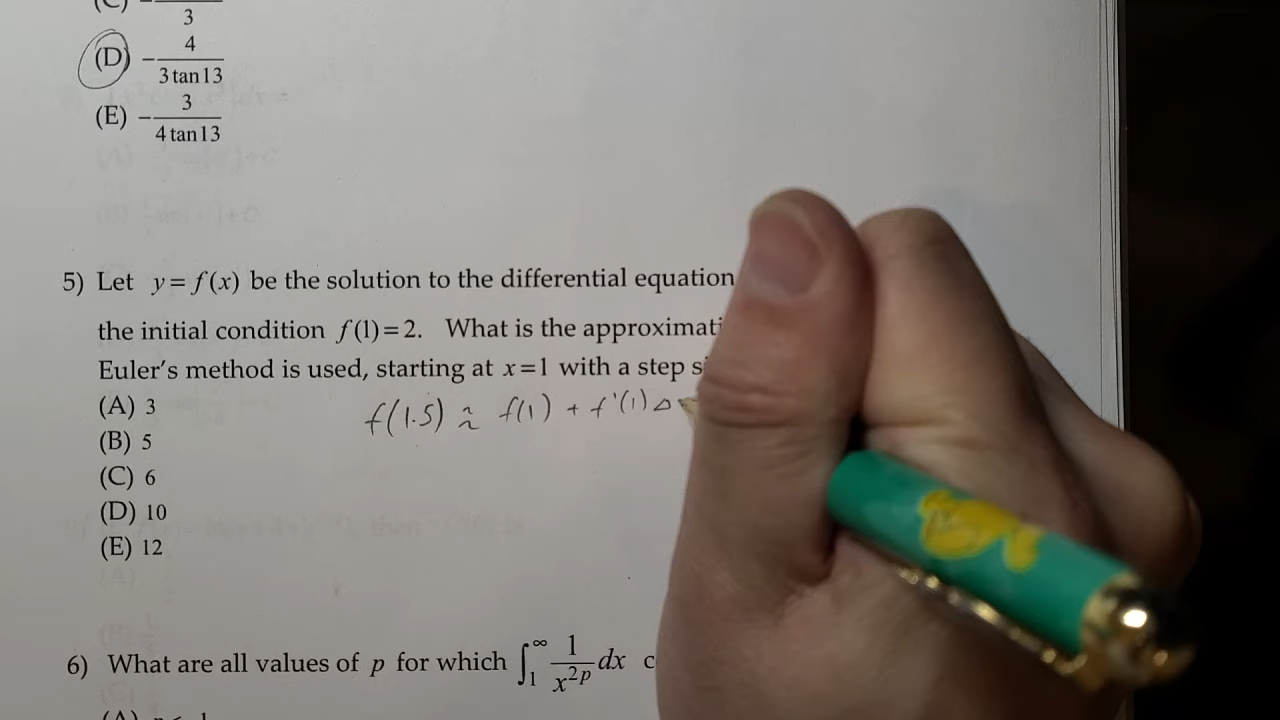 3
(D) -4/(3 tan 13)
(E) -3/(4 tan 13)
5) Let y = f(x) be the solution to the differential equation
the initial condition f(1) = 2. What is the
Euler's method is used, starting at x = 1 with a step
(A) 3
(B) 5
(C) 6
(D) 10
(E) 12
f(1.5) ≈ f(1) + f'(1) Δ
6) What are all values of p for which ∫₁^∞ 1/x^(2p) dx